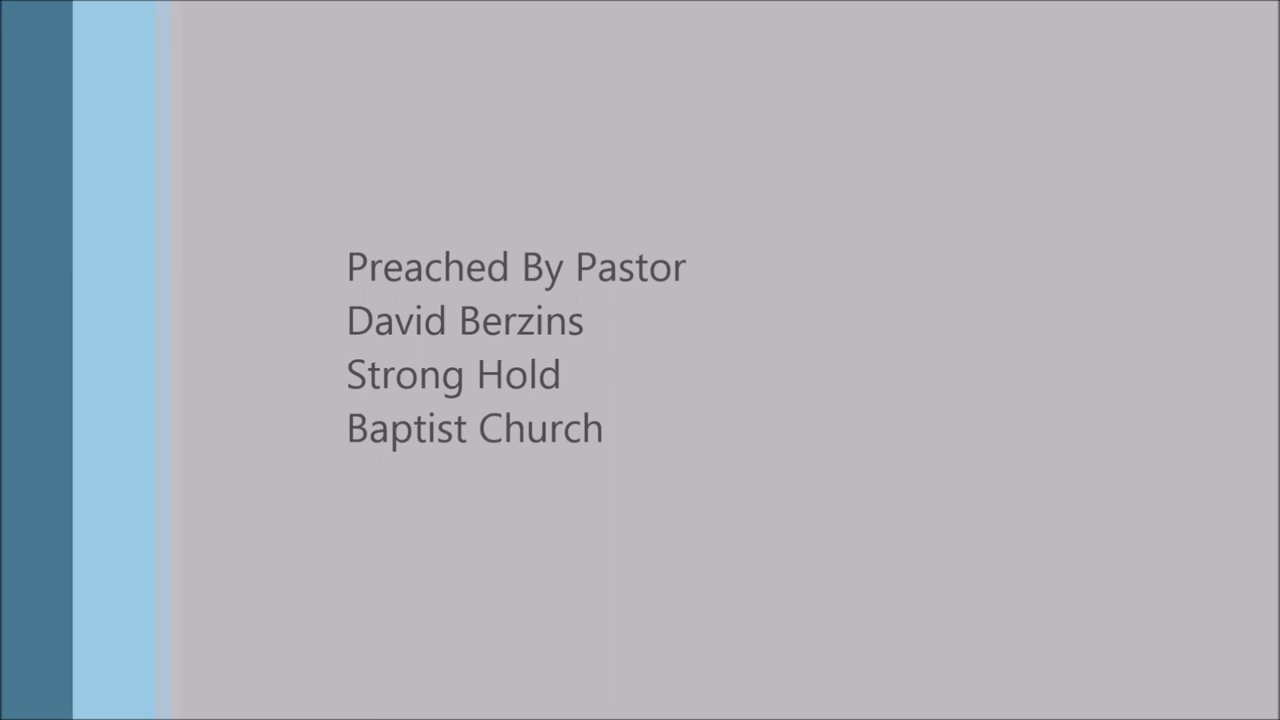 Preached By Pastor
David Berzins
Strong Hold
Baptist Church